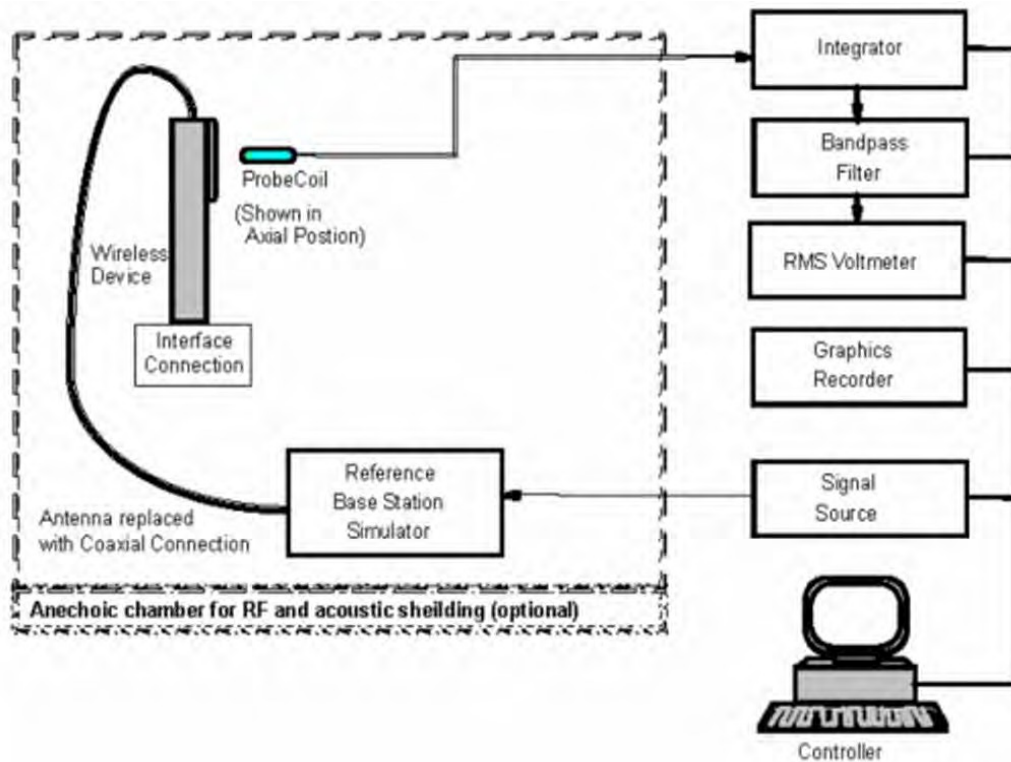 Integrator
Bandpass
Filter
RMS Voltmeter
Graphics
Recorder
Signal
Source
Controller
ProbeCoil
(Shown in
Axial Postion)
Wireless
Device
Interface
Connection
Reference
Base Station
Simulator
Antenna replaced
with Coaxial Connection
Anechoic chamber for RF and acoustic sheilding (optional)